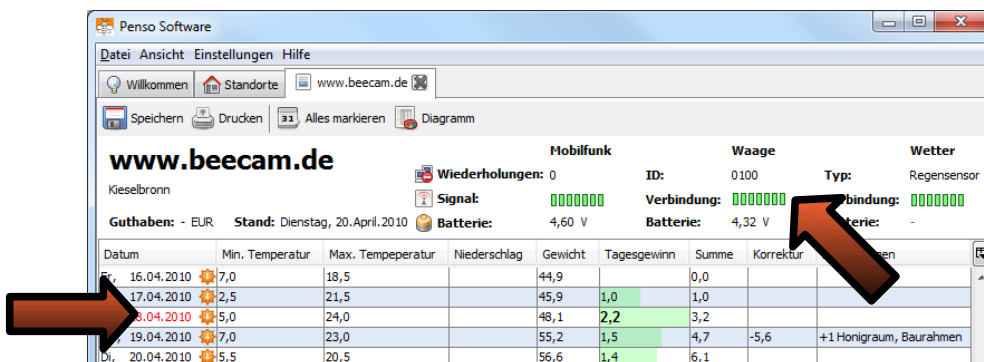 Penso Software
Datei Ansicht Einstellungen Hilfe
Willkommen Standorte www.beecam.de
Speichern Drucken 31 Alles markieren Diagramm
www.beecam.de
Kieselbronn
Guthaben: - EUR Stand: Dienstag, 20.April.2010
Mobilfunk Waage Wetter
Wiederholungen: 0 ID: 0100 Typ: Regensensor
Signal: Verbindung:
Batterie: 4,60 V Batterie: 4,32 V -
Datum Min. Temperatur Max. Tempeperatur Niederschlag Gewicht Tagesgewinn Summe Korrektur
16.04.2010 7,0 18,5 44,9 0,0
17.04.2010 2,5 21,5 45,9 1,0 1,0
.04.2010 5,0 24,0 48,1 2,2 3,2
19.04.2010 7,0 23,0 55,2 1,5 4,7 -5,6 +1 Honigraum, Baurahmen
Di, 20.04.2010 5,5 20,5 56,6 1,4 6,1